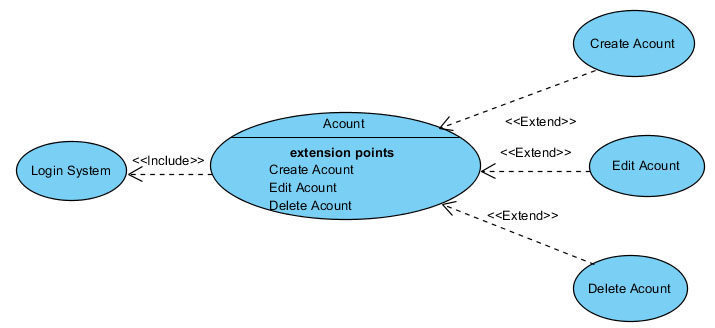 Create Acount
<<Extend>>
Acount
extension points
Create Acount
Edit Acount
Delete Acount
<<Include>>
Login System
<<Extend>>
Edit Acount
<<Extend>>
Delete Acount